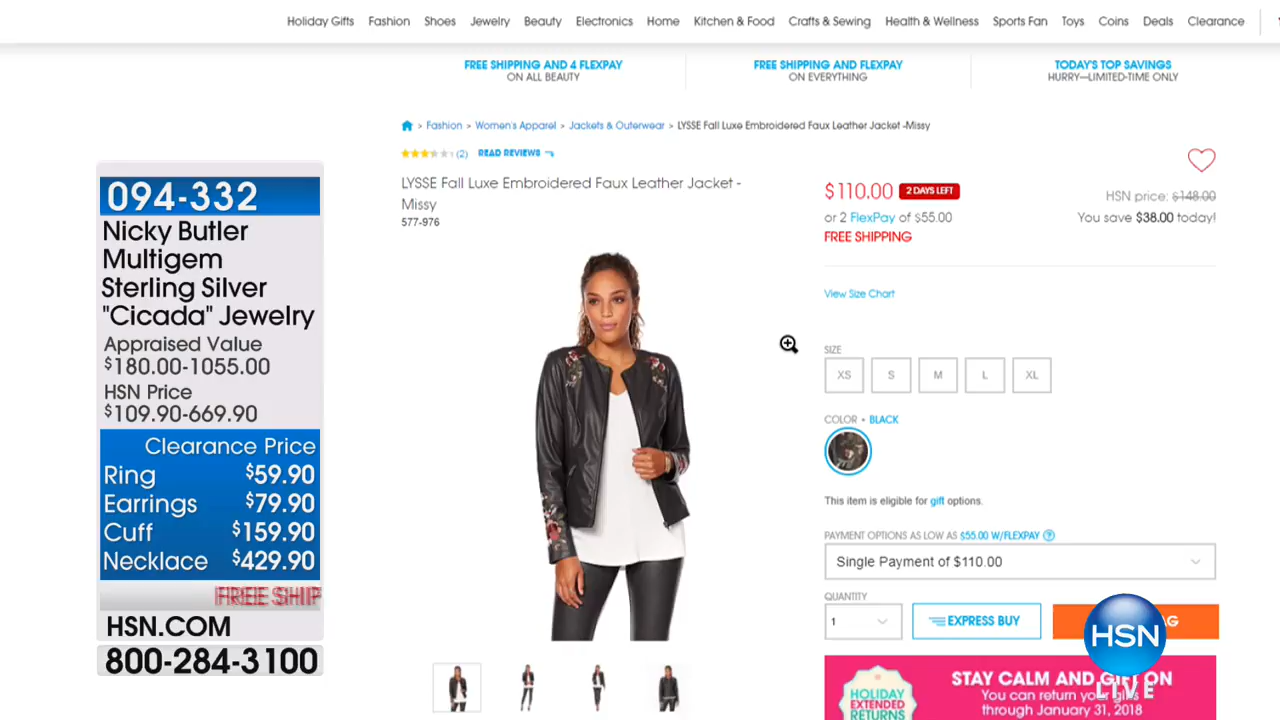 Holiday Gifts Fashion Shoes Jewelry Beauty Electronics Home Kitchen & Food Crafts & Sewing Health & Wellness Sports Fan Toys Coins Deals Clearance
FREE SHIPPING AND 4 FLEXPAY
ON ALL BEAUTY
FREE SHIPPING AND FLEXPAY
ON EVERYTHING
TODAY'S TOP SAVINGS
HURRY—LIMITED-TIME ONLY
> Fashion > Women's Apparel > Jackets & Outerwear > LYSSE Fall Luxe Embroidered Faux Leather Jacket -Missy
(2) READ REVIEWS
LYSSE Fall Luxe Embroidered Faux Leather Jacket -
Missy
577-976
$110.00 2 DAYS LEFT
or 2 FlexPay of $55.00
FREE SHIPPING
HSN price: $148.00
You save $38.00 today!
View Size Chart
SIZE
XS S M L XL
COLOR • BLACK
This item is eligible for gift options.
PAYMENT OPTIONS AS LOW AS $55.00 W/FLEXPAY ?
Single Payment of $110.00
QUANTITY
1
EXPRESS BUY
HSN
LIVE
HOLIDAY
EXTENDED
RETURNS
STAY CALM AND GIFT ON
You can return your gifts
through January 31, 2018
094-332
Nicky Butler
Multigem
Sterling Silver
"Cicada" Jewelry
Appraised Value
$180.00-1055.00
HSN Price
$109.90-669.90
Clearance Price
Ring $59.90
Earrings $79.90
Cuff $159.90
Necklace $429.90
FREE SHIP
HSN.COM
800-284-3100